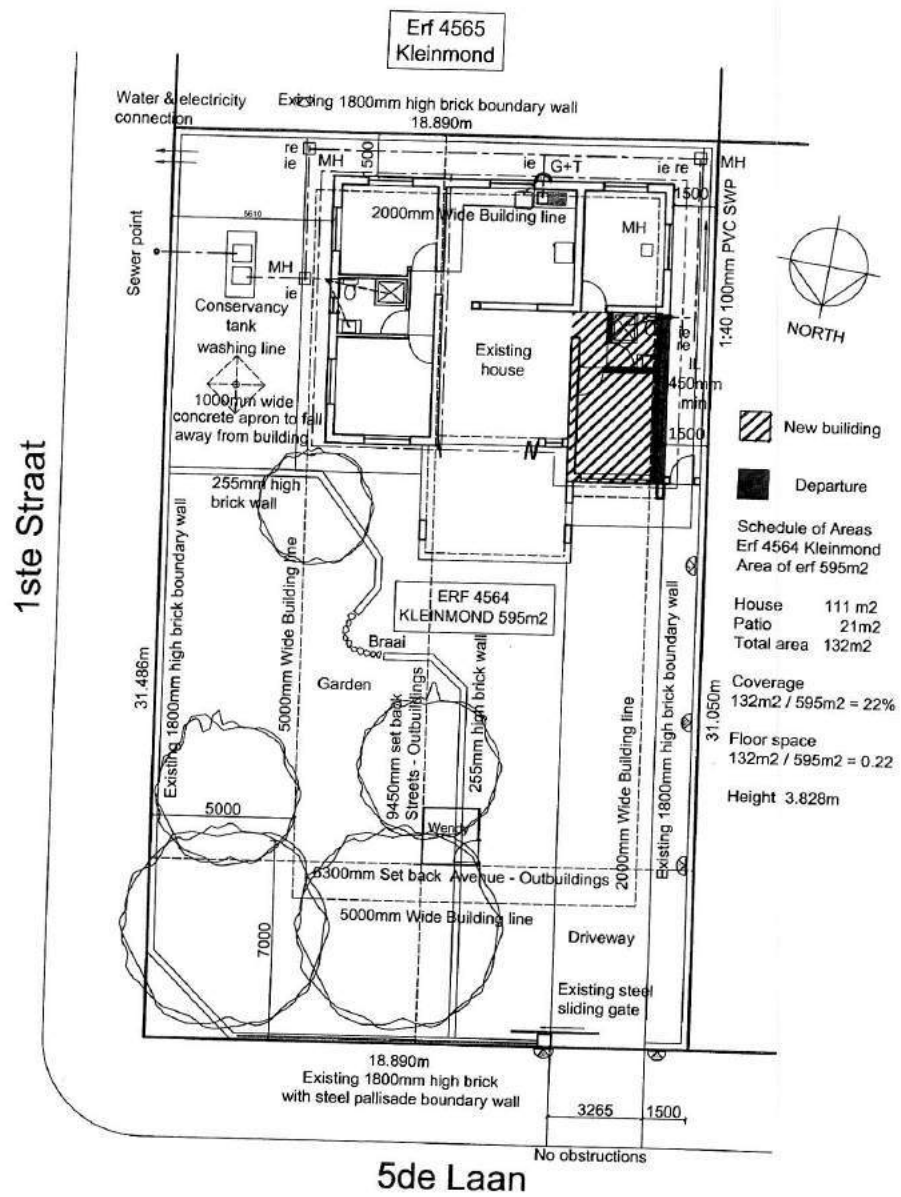 Erf 4565
Kleinmond
Water & electricity
connection
Existing 1800mm high brick boundary wall
18.890m
re
ie
MH
500
ie
G+T
ie re
MH
1500
5610
2000mm Wide Building line
MH
1:40 100mm PVC SWP
Sewer point
MH
ie
Conservancy
tank
washing line
1000mm wide
concrete apron to fall
away from building
Existing
house
ie
re
IL
450mm
min
1500
N
N
NORTH
New building
Departure
255mm high
brick wall
1ste Straat
Schedule of Areas
Erf 4564 Kleinmond
Area of erf 595m2
House 111 m2
Patio 21m2
Total area 132m2
Coverage
132m2 / 595m2 = 22%
Floor space
132m2 / 595m2 = 0.22
Height 3.828m
ERF 4564
KLEINMOND 595m2
Braai
Garden
31.486m
Existing 1800mm high brick boundary wall
5000mm Wide Building line
9450mm set back
Streets - Outbuildings
255mm high brick wall
2000mm Wide Building line
Existing 1800mm high brick boundary wall
31.050m
5000
Wendy
6300mm Set back Avenue - Outbuildings
5000mm Wide Building line
7000
Driveway
Existing steel
sliding gate
18.890m
Existing 1800mm high brick
with steel pallisade boundary wall
3265
1500
No obstructions
5de Laan